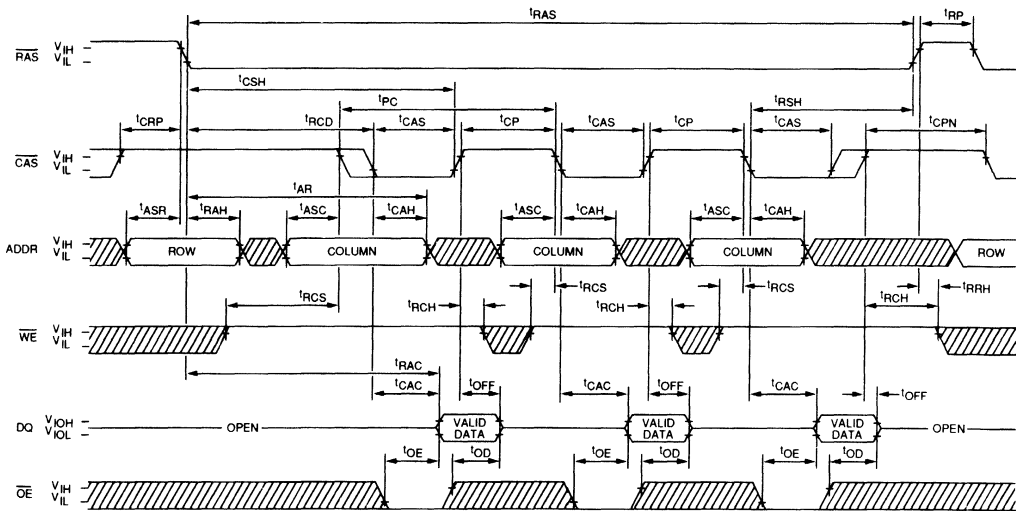 tRAS tRP
RAS VIH
VIL
tCSH
tPC tRSH
tCRP tRCD tCAS tCP tCAS tCP tCAS tCPN
CAS VIH
VIL
tAR
tASR tRAH tASC tCAH tASC tCAH tASC tCAH
ADDR VIH
VIL
ROW COLUMN COLUMN COLUMN ROW
tRCS tRCH tRCS tRCH tRCS tRCH tRRH
WE VIH
VIL
tRAC
tCAC tOFF tCAC tOFF tCAC tOFF
DQ VIOH
VIOL
OPEN VALID DATA VALID DATA VALID DATA OPEN
tOE tOD tOE tOD tOE tOD
OE VIH
VIL